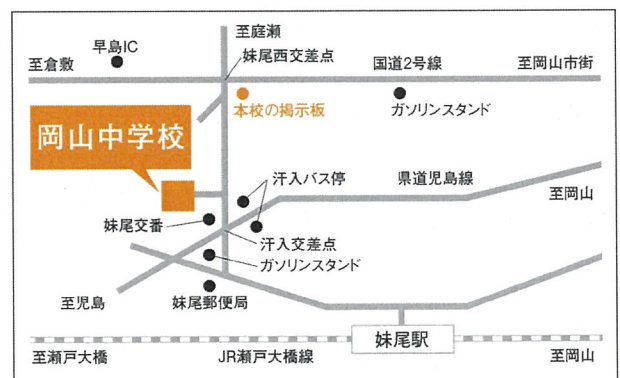 至庭瀬
早島IC
妹尾西交差点
至倉敷
国道2号線
至岡山市街
本校の掲示板
ガソリンスタンド
岡山中学校
汗入バス停
県道児島線
至岡山
妹尾交番
汗入交差点
ガソリンスタンド
至児島
妹尾郵便局
妹尾駅
至瀬戸大橋
JR瀬戸大橋線
至岡山